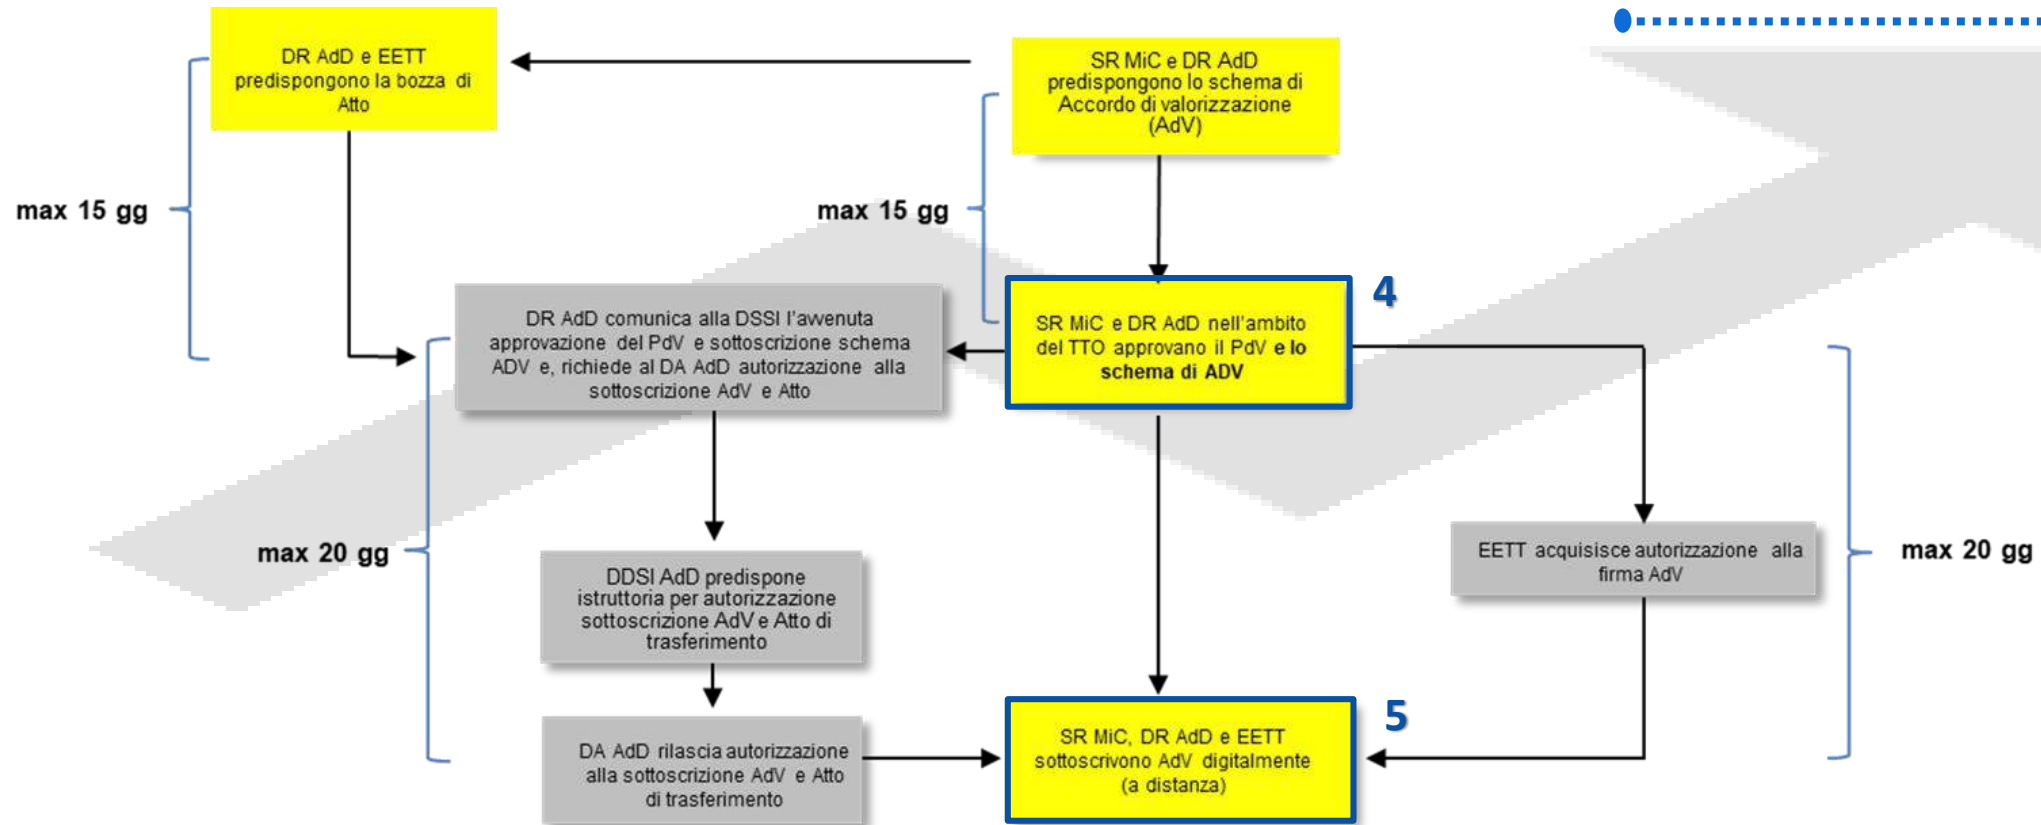 DR AdD e EETT
predispongono la bozza di
Atto
SR MiC e DR AdD
predispongono lo schema di
Accordo di valorizzazione
(AdV)
max 15 gg
max 15 gg
4
DR AdD comunica alla DSSI l'avvenuta
approvazione del PdV e sottoscrizione schema
ADV e, richiede al DA AdD autorizzazione alla
sottoscrizione AdV e Atto
SR MiC e DR AdD nell'ambito
del TTO approvano il PdV e lo
schema di ADV
max 20 gg
DDSI AdD predispone
istruttoria per autorizzazione
sottoscrizione AdV e Atto di
trasferimento
EETT acquisisce autorizzazione alla
firma AdV
max 20 gg
DA AdD rilascia autorizzazione
alla sottoscrizione AdV e Atto
di trasferimento
5
SR MiC, DR AdD e EETT
sottoscrivono AdV digitalmente
(a distanza)